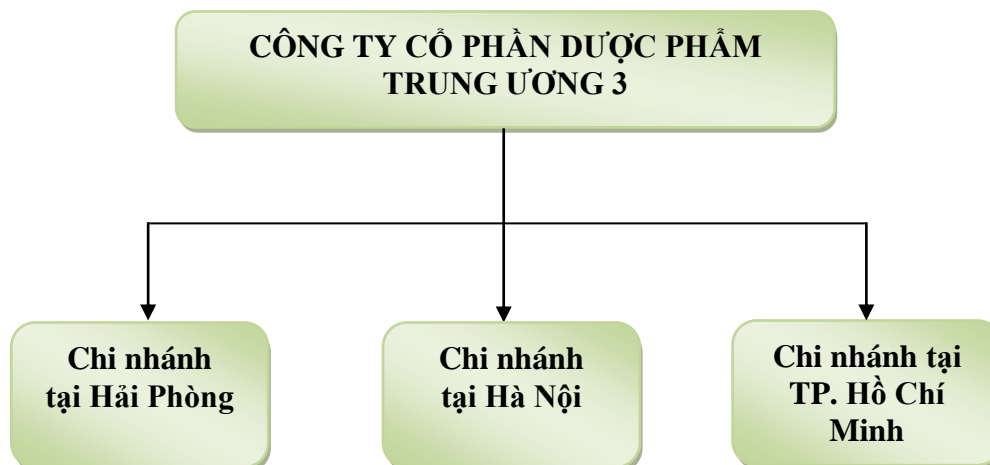 CÔNG TY CỔ PHẦN DƯỢC PHẨM
TRUNG ƯƠNG 3
Chi nhánh
tại Hải Phòng
Chi nhánh
tại Hà Nội
Chi nhánh tại
TP. Hồ Chí
Minh